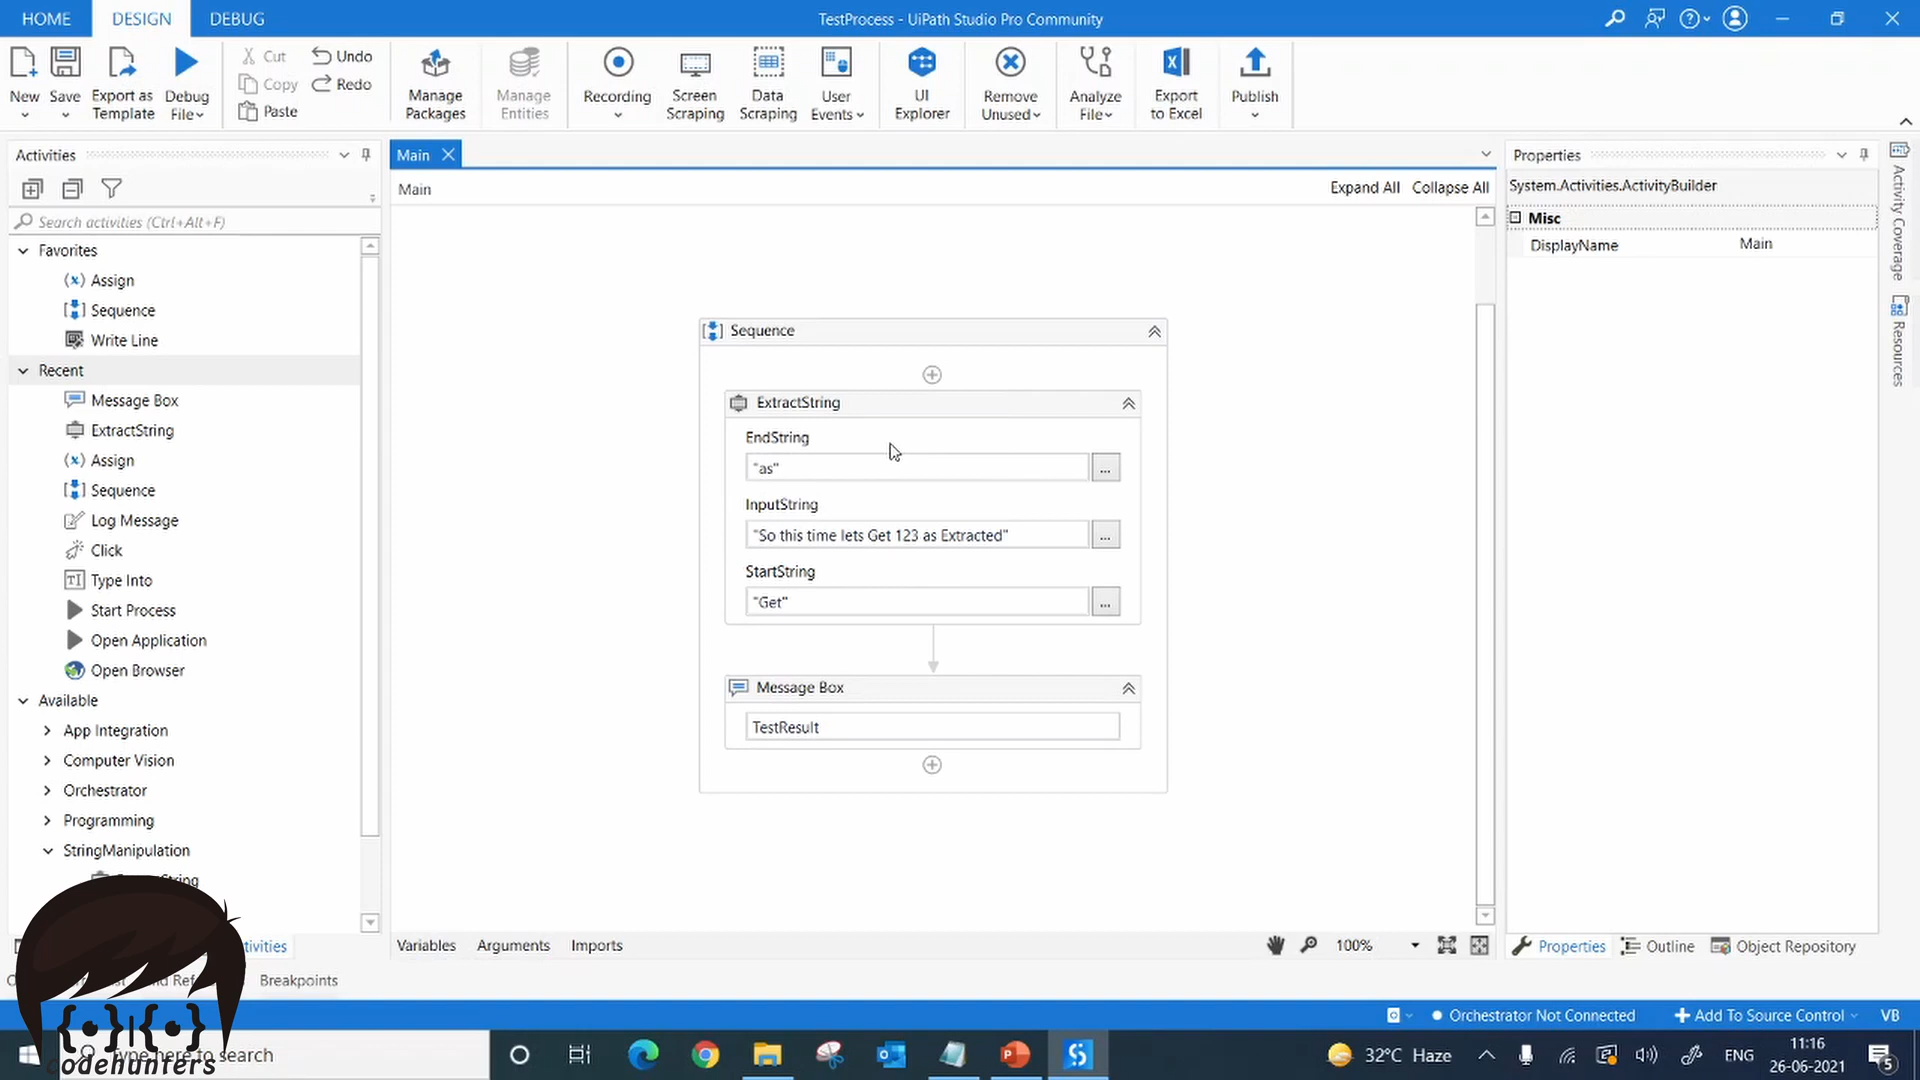 HOME DESIGN DEBUG
TestProcess - UiPath Studio Pro Community
New Save Export as Template Debug File
Cut Undo
Copy Redo
Paste
Manage Packages
Manage Entities
Recording
Screen Scraping
Data Scraping
User Events
UI Explorer
Remove Unused
Analyze File
Export to Excel
Publish
Activities
Search activities (Ctrl+Alt+F)
Favorites
Assign
Sequence
Write Line
Recent
Message Box
ExtractString
Assign
Sequence
Log Message
Click
Type Into
Start Process
Open Application
Open Browser
Available
App Integration
Computer Vision
Orchestrator
Programming
StringManipulation
Main
Main
Expand All Collapse All
Sequence
ExtractString
EndString
"as"
...
InputString
"So this time lets Get 123 as Extracted"
...
StartString
"Get"
...
Message Box
TestResult
Variables Arguments Imports
100%
Properties
System.Activities.ActivityBuilder
Misc
DisplayName Main
Activity Coverage
Resources
Properties Outline Object Repository
Breakpoints
Orchestrator Not Connected
Add To Source Control
VB
{●}|{●}
codehunters
Type here to search
32°C Haze
ENG
11:16
26-06-2021
5